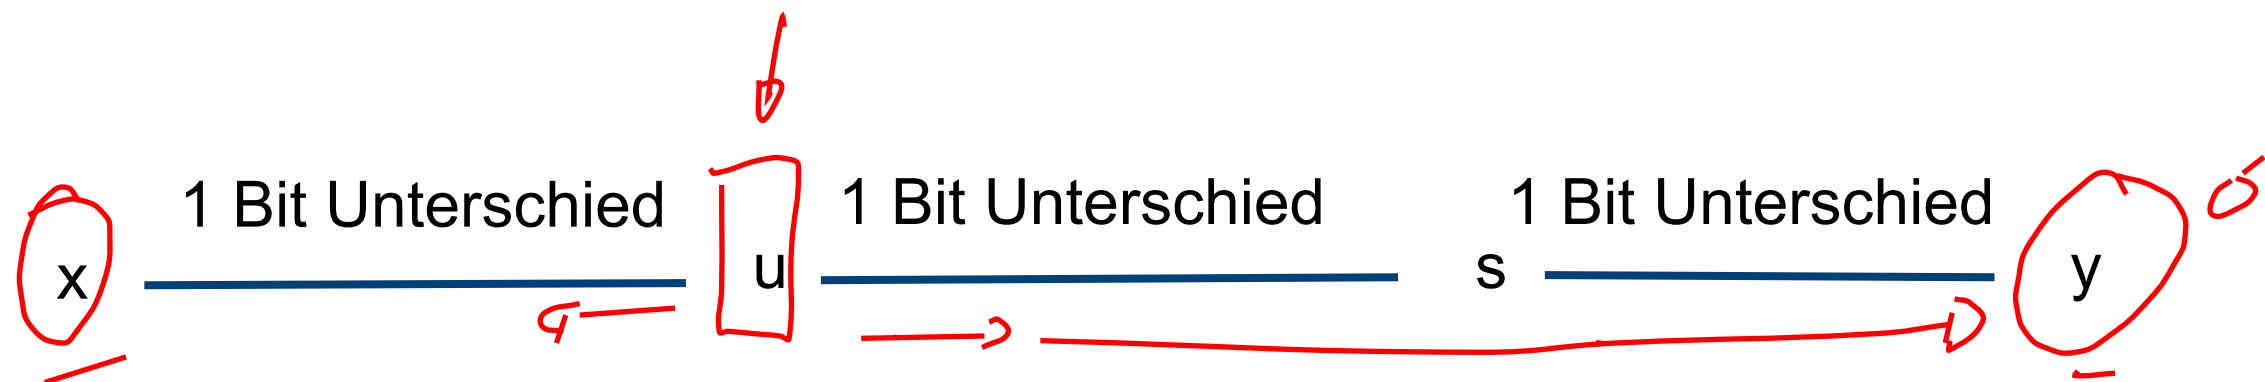 1 Bit Unterschied 1 Bit Unterschied 1 Bit Unterschied
x u s y